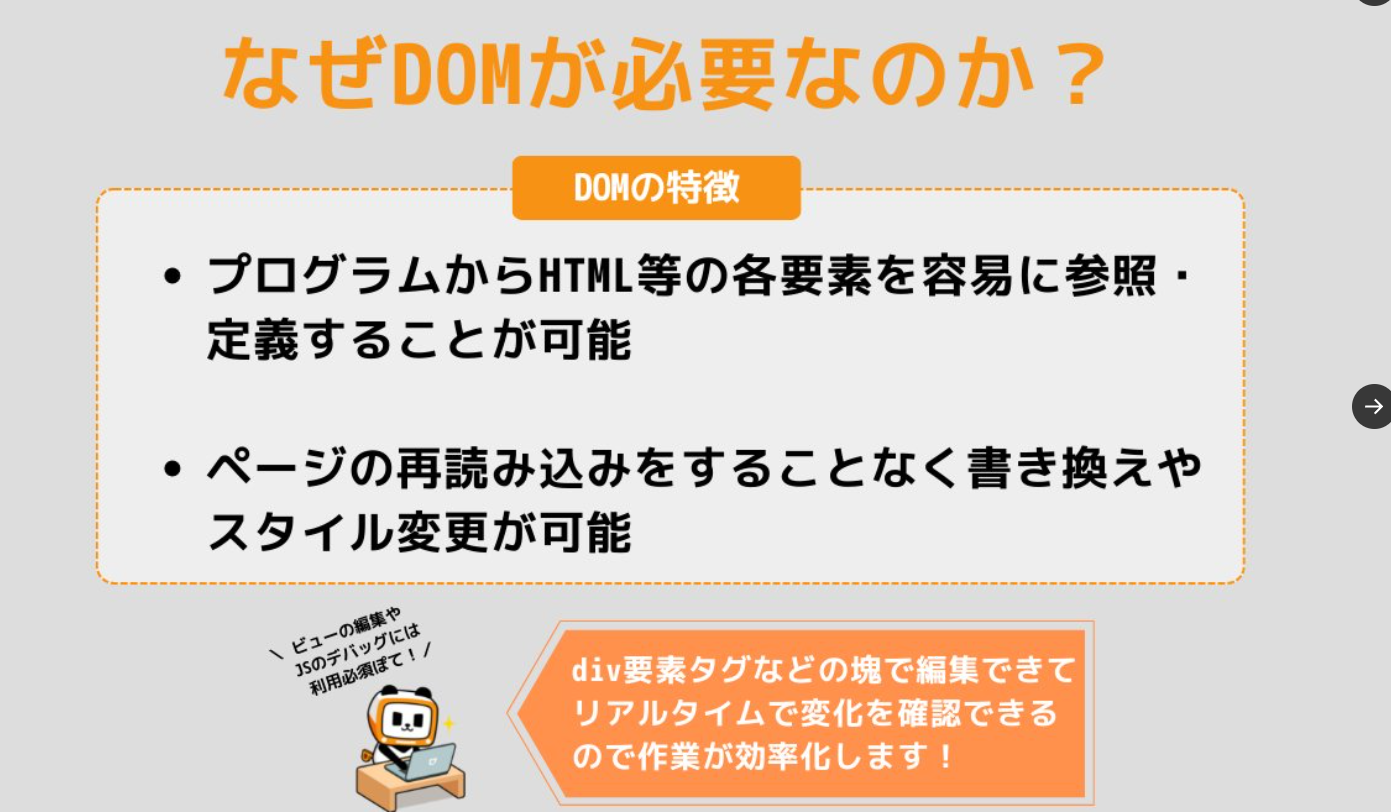 なぜDOMが必要なのか？
DOMの特徴
• プログラムからHTML等の各要素を容易に参照・
定義することが可能
• ページの再読み込みをすることなく書き換えや
スタイル変更が可能
\ ビューの編集や
JSのデバッグには
利用必須ぽて！ /
div要素タグなどの塊で編集できて
リアルタイムで変化を確認できる
ので作業が効率化します！